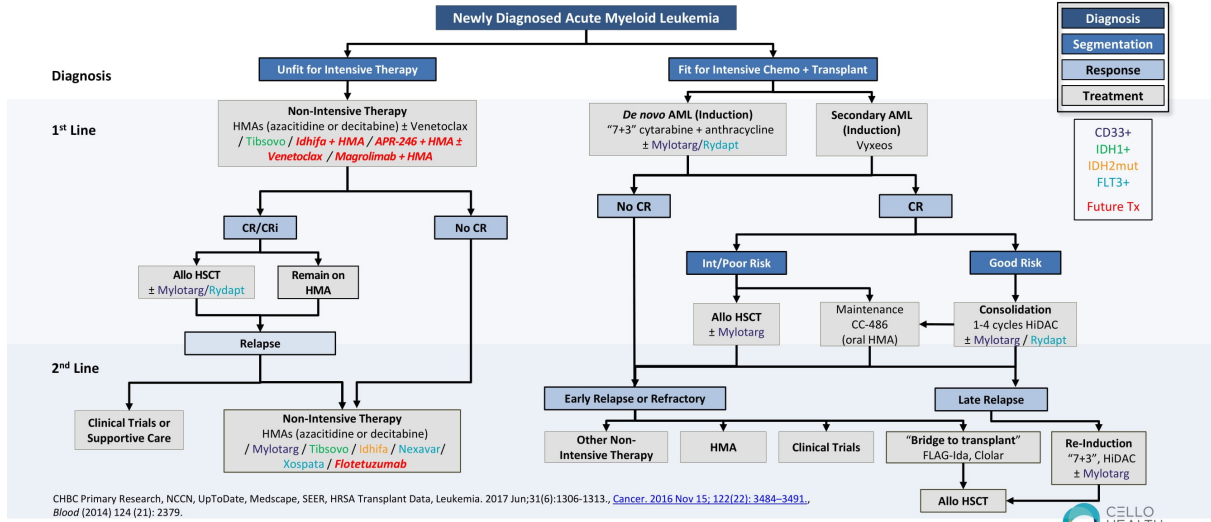 Newly Diagnosed Acute Myeloid Leukemia
Diagnosis
Segmentation
Response
Treatment
CD33+
IDH1+
IDH2mut
FLT3+
Future Tx
Diagnosis
Unfit for Intensive Therapy
Fit for Intensive Chemo + Transplant
1st Line
Non-Intensive Therapy
HMAs (azacitidine or decitabine) ± Venetoclax
/ Tibsovo / Idhifa + HMA / APR-246 + HMA ±
Venetoclax / Magrolimab + HMA
De novo AML (Induction)
"7+3" cytarabine + anthracycline
± Mylotarg/Rydapt
Secondary AML
(Induction)
Vyxeos
CR/CRi
No CR
No CR
CR
Int/Poor Risk
Good Risk
Allo HSCT
± Mylotarg/Rydapt
Remain on
HMA
Allo HSCT
± Mylotarg
Maintenance
CC-486
(oral HMA)
Consolidation
1-4 cycles HiDAC
± Mylotarg / Rydapt
Relapse
2nd Line
Early Relapse or Refractory
Late Relapse
Clinical Trials or
Supportive Care
Non-Intensive Therapy
HMAs (azacitidine or decitabine)
/ Mylotarg / Tibsovo / Idhifa / Nexavar/
Xospata / Flotetuzumab
Other Non-
Intensive Therapy
HMA
Clinical Trials
"Bridge to transplant"
FLAG-Ida, Clolar
Re-Induction
"7+3", HiDAC
± Mylotarg
Allo HSCT
CHBC Primary Research, NCCN, UpToDate, Medscape, SEER, HRSA Transplant Data, Leukemia. 2017 Jun;31(6):1306-1313., Cancer. 2016 Nov 15; 122(22): 3484–3491.,
Blood (2014) 124 (21): 2379.
CELLO
HEALTH